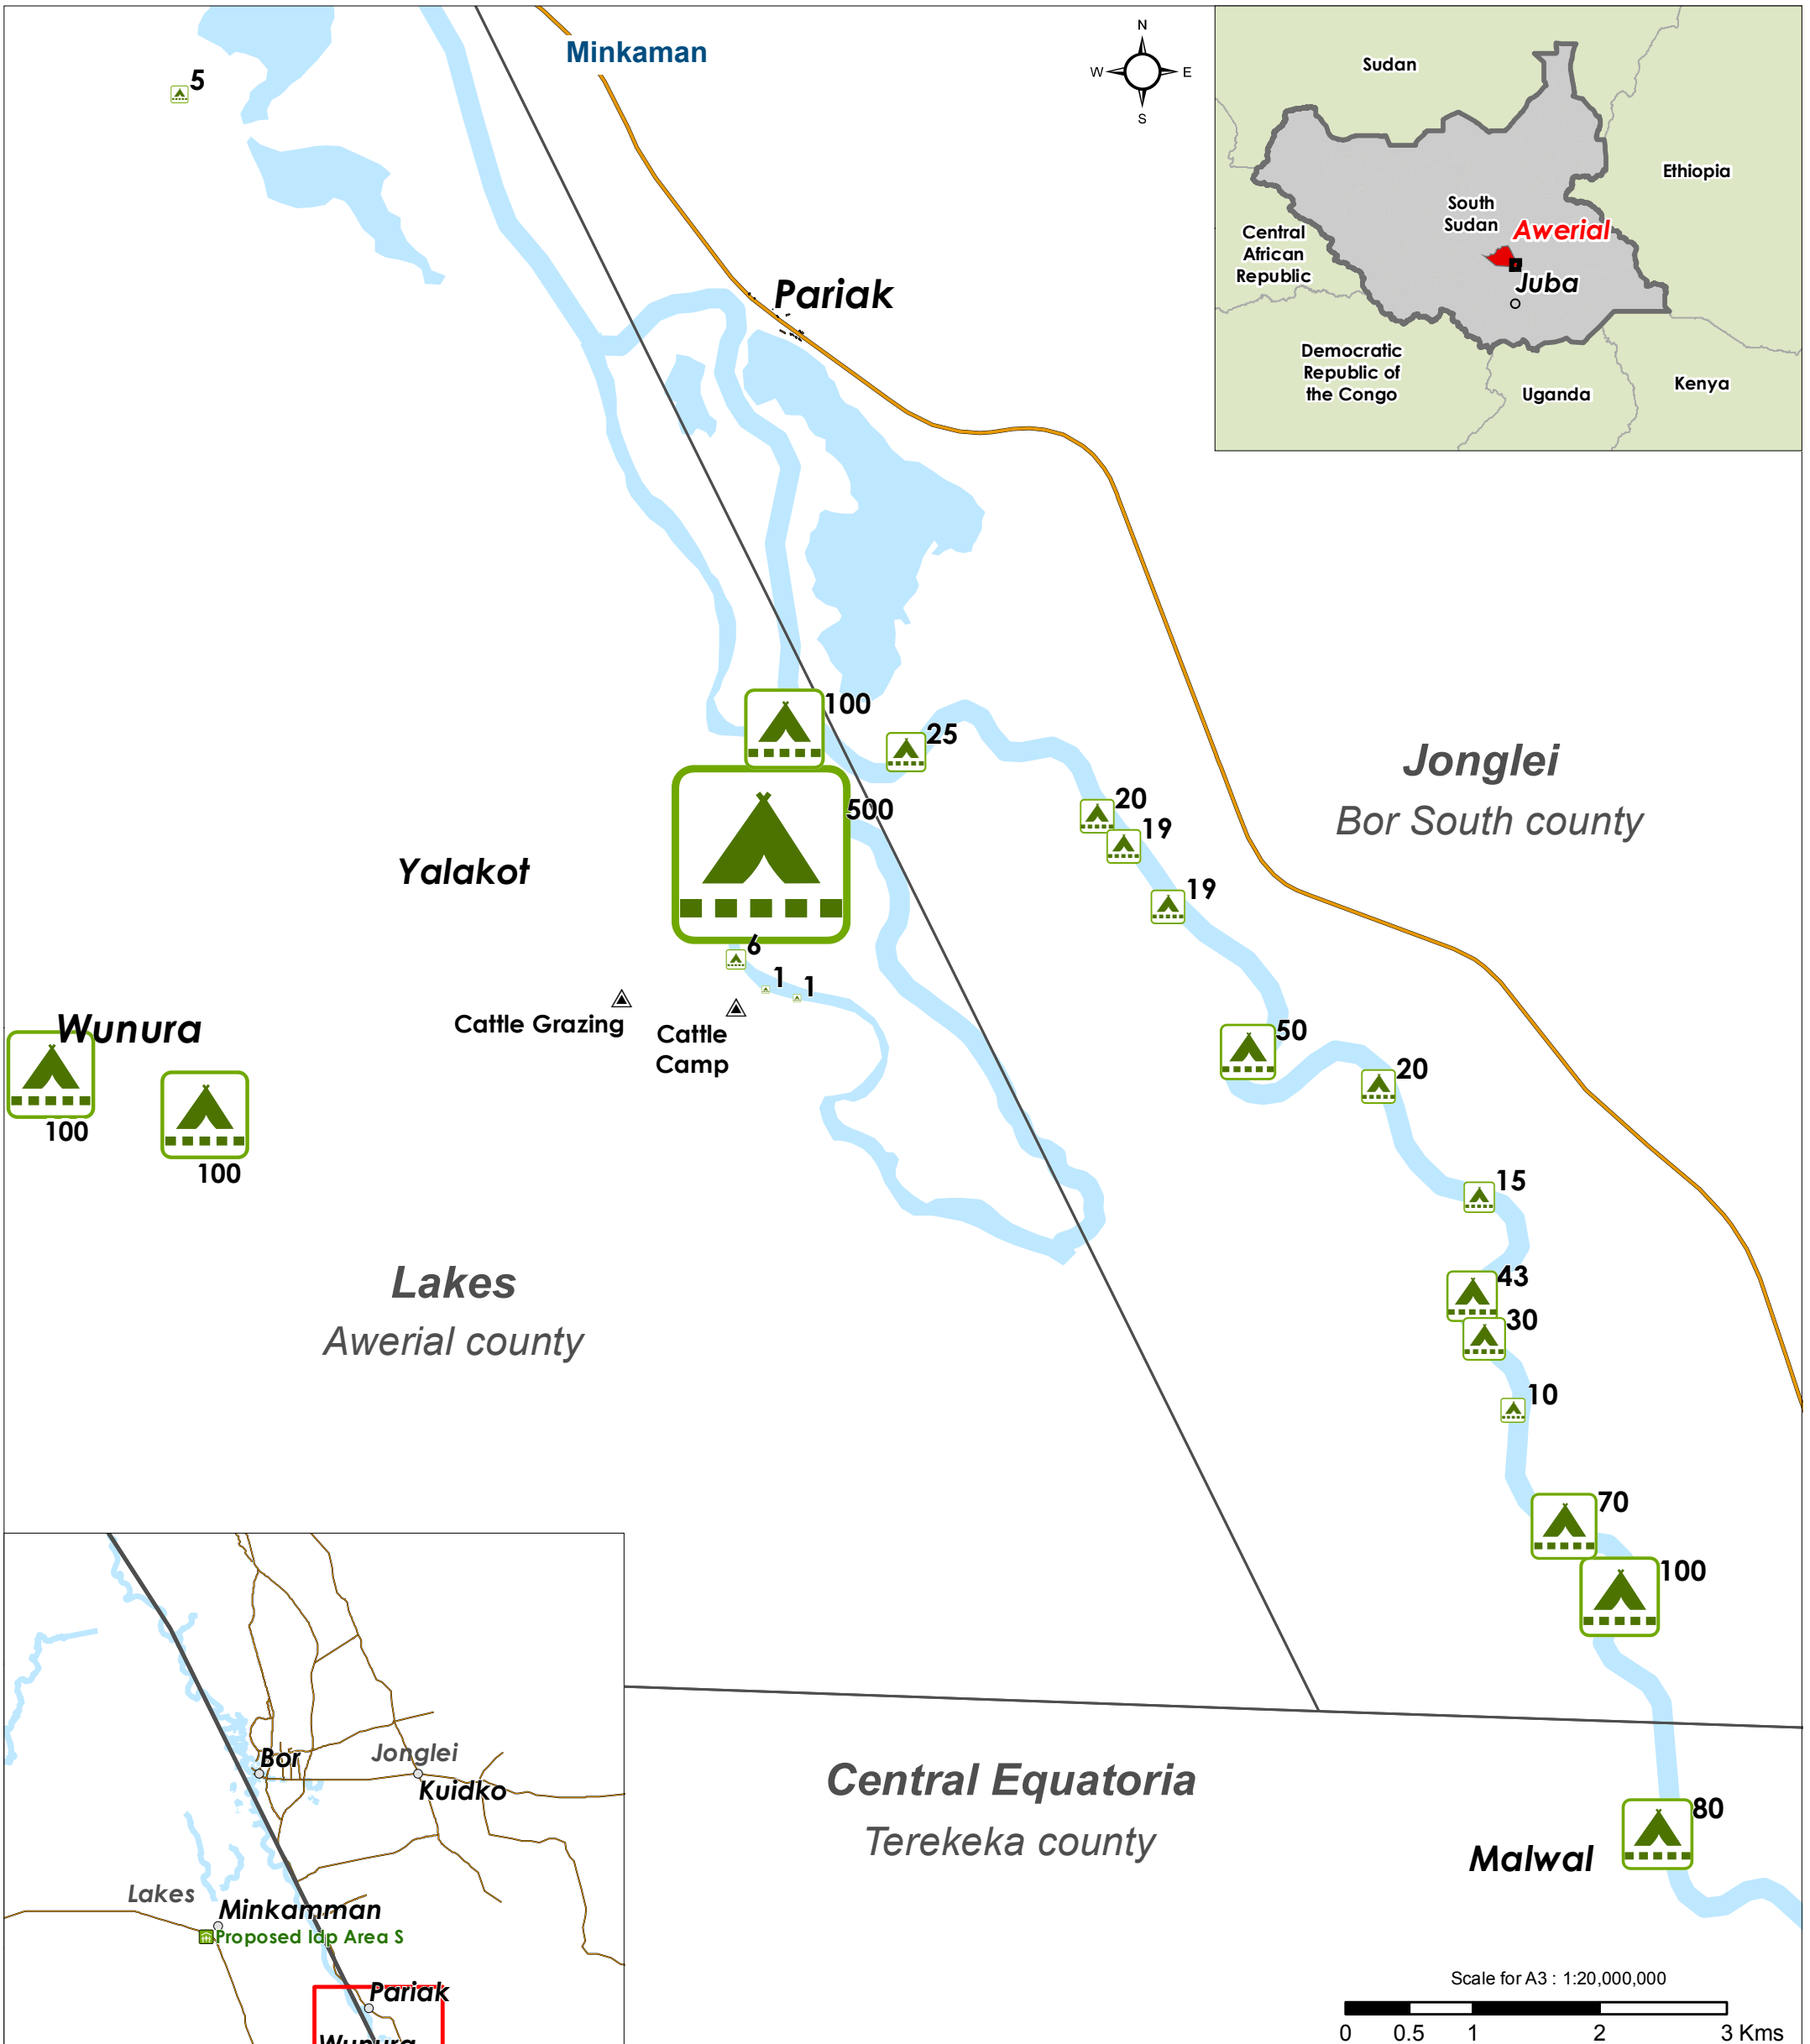 Minkaman
5
N
W
E
S
Sudan
Ethiopia
South
Sudan
Awerial
Central
African
Republic
Juba
Democratic
Republic of
the Congo
Uganda
Kenya
Pariak
100
25
500
20
19
19
Jonglei
Bor South county
Yalakot
6
1
1
Cattle Grazing
Cattle
Camp
Wunura
100
100
50
20
15
43
30
10
Lakes
Awerial county
70
100
Central Equatoria
Terekeka county
80
Malwal
Bor
Jonglei
Kuidko
Lakes
Minkamman
Proposed Idp Area S
Pariak
Wunura
Scale for A3 : 1:20,000,000
0 0.5 1 2 3 Kms